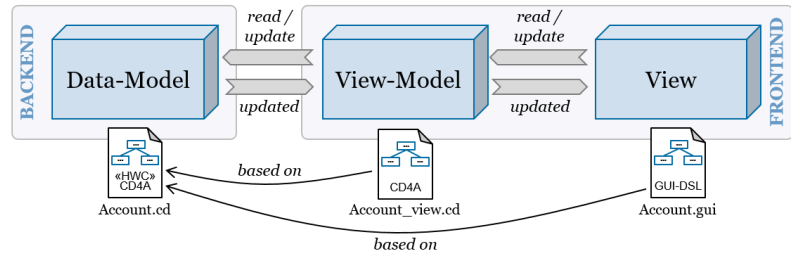 BACKEND
Data-Model
read /
update
updated
View-Model
read /
update
updated
View
FRONTEND
«HWC»
CD4A
Account.cd
based on
CD4A
Account_view.cd
GUI-DSL
Account.gui
based on